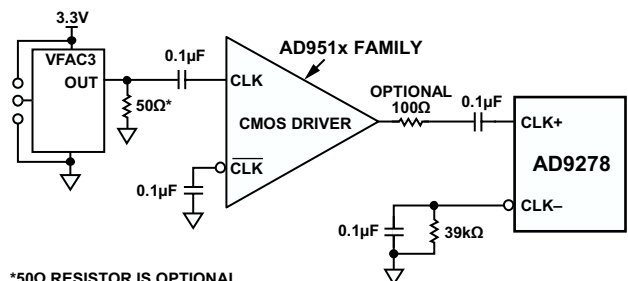 3.3V
VFAC3
OUT
50Ω*
0.1µF
AD951x FAMILY
CLK
CMOS DRIVER
CLK
0.1µF
OPTIONAL
100Ω
0.1µF
CLK+
AD9278
CLK–
0.1µF
39kΩ
*50Ω RESISTOR IS OPTIONAL